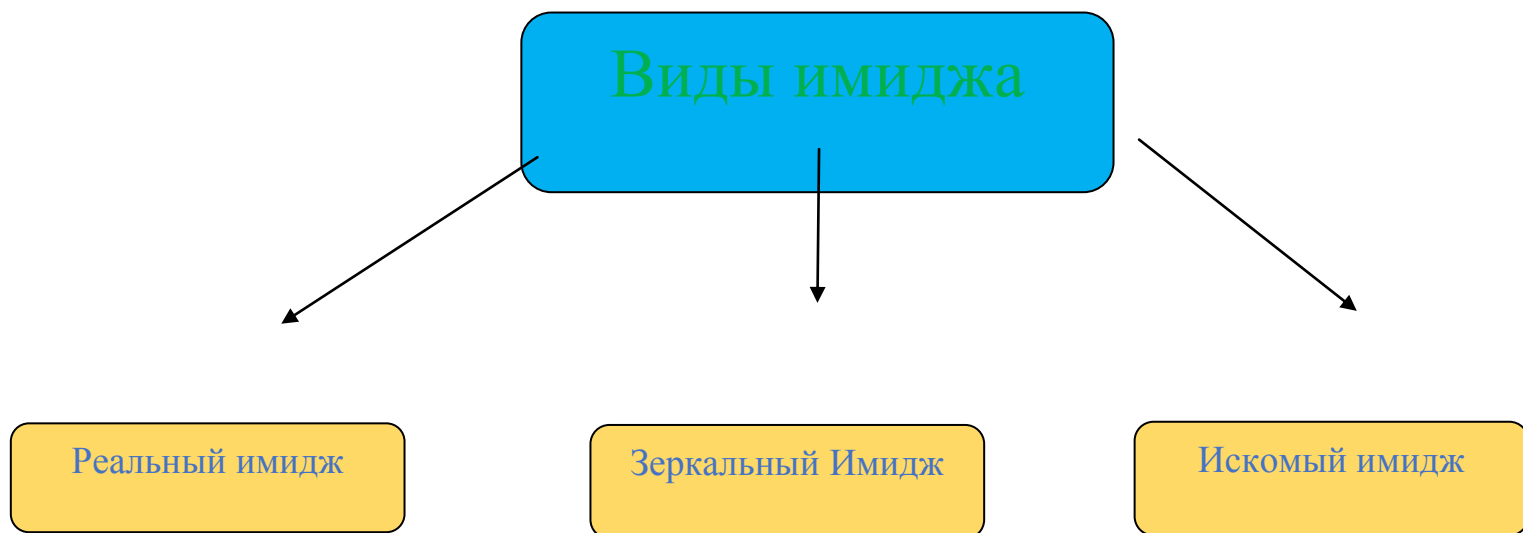 Виды имиджа
Реальный имидж
Зеркальный Имидж
Искомый имидж